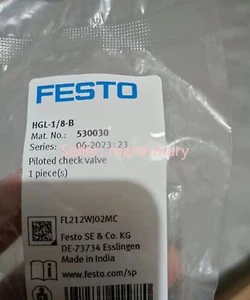 FESTO
HGL-1/8-B
Mat. No.: 530030
Series: 06-2023:23
Piloted check valve
1 piece(s)
FL212WJ02MC
Festo SE & Co. KG
DE-73734 Esslingen
Made in India
www.festo.com/sp